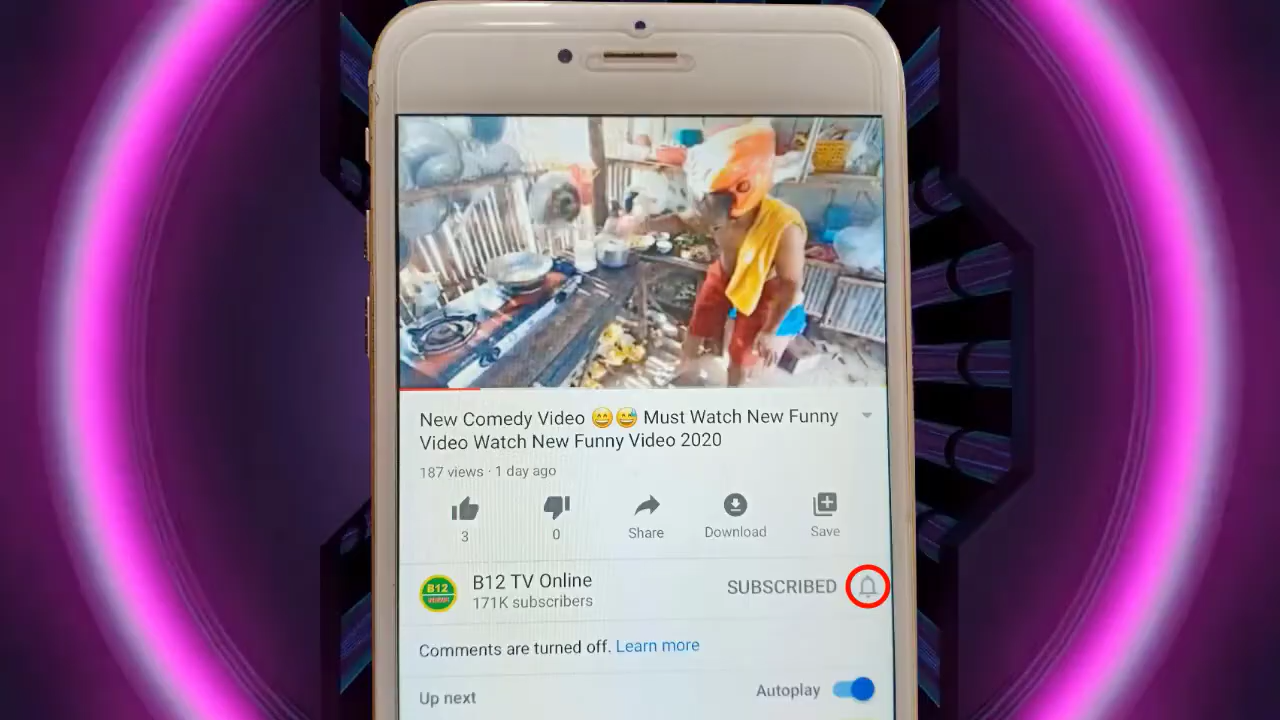 New Comedy Video 😄😅 Must Watch New Funny
Video Watch New Funny Video 2020
187 views · 1 day ago
3
0
Share
Download
Save
B12
B12 TV Online
171K subscribers
SUBSCRIBED
Comments are turned off. Learn more
Up next
Autoplay